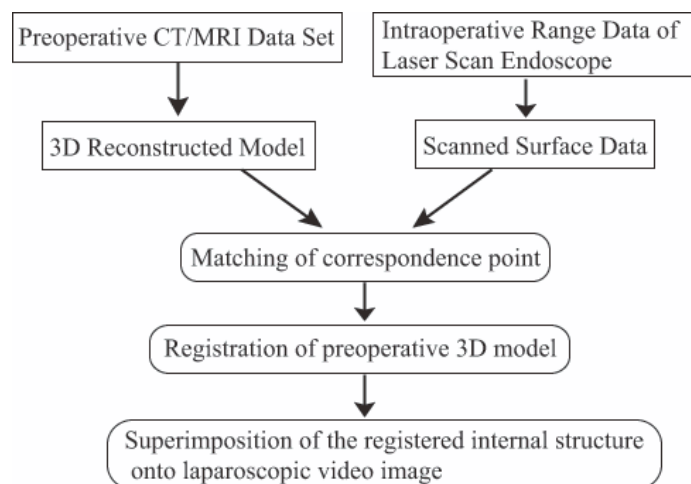 Preoperative CT/MRI Data Set
Intraoperative Range Data of
Laser Scan Endoscope
3D Reconstructed Model
Scanned Surface Data
Matching of correspondence point
Registration of preoperative 3D model
Superimposition of the registered internal structure
onto laparoscopic video image